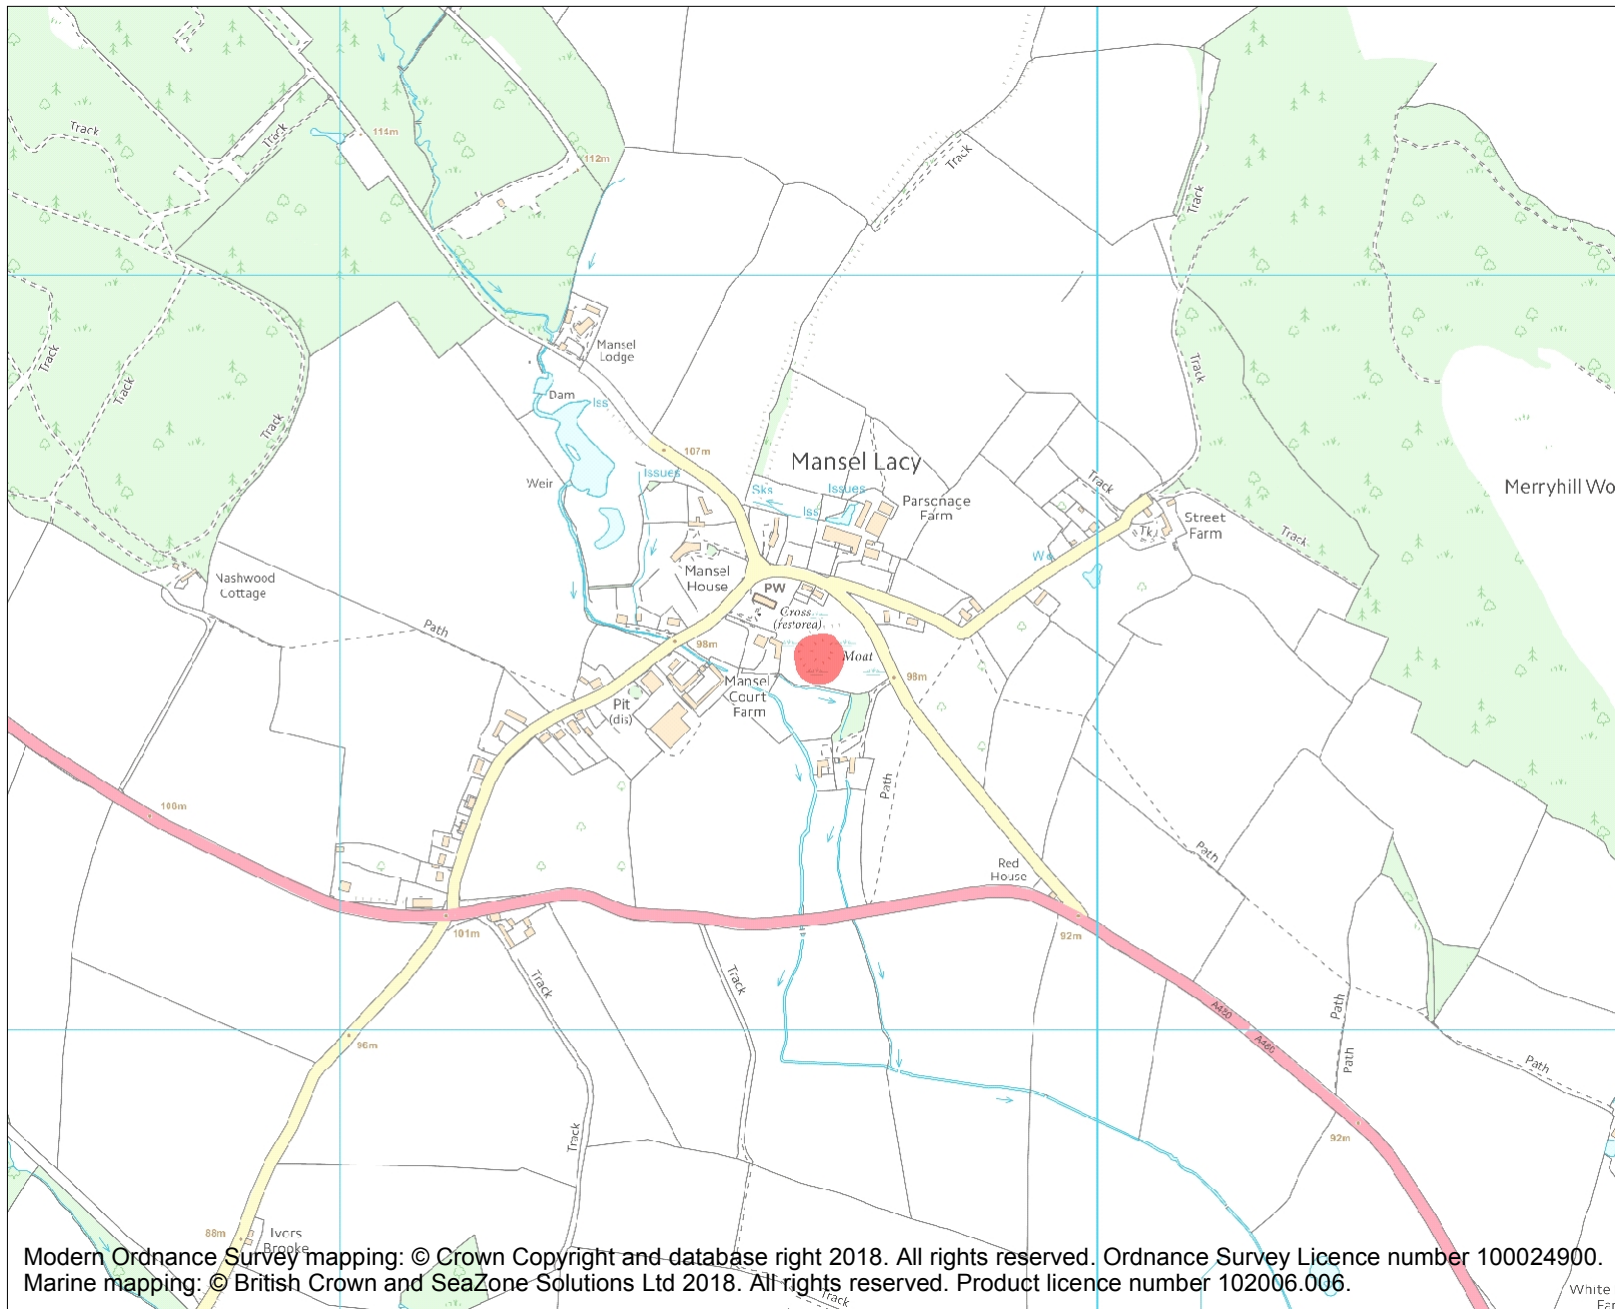 Track
Track
114m
112m
Track
Track
Mansel
Lodge
Track
Track
Track
Track
Dam
Iss
107m
Mansel Lacy
Weir
Issues
Sks
Issues
Iss
Parsonage
Farm
Track
Tk
Street
Farm
Track
Merryhill Wo
Nashwood
Cottage
Mansel
House
PW
Cross
(restored)
Path
98m
Moat
98m
Mansel
Court
Farm
Pit
(dis)
100m
Path
Path
Red
House
101m
92m
Track
Track
A480
A480
Path
Path
Path
96m
Track
92m
88m
Ivors
Brooke
Modern Ordnance Survey mapping: © Crown Copyright and database right 2018. All rights reserved. Ordnance Survey Licence number 100024900.
Marine mapping: © British Crown and SeaZone Solutions Ltd 2018. All rights reserved. Product licence number 102006.006.
Track
White
Far